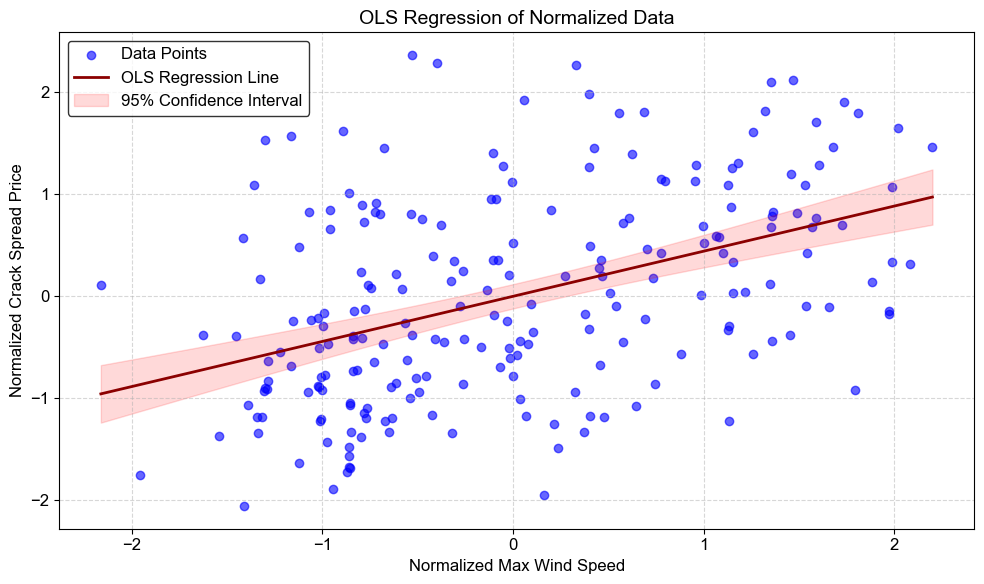 OLS Regression of Normalized Data
Data Points
OLS Regression Line
95% Confidence Interval
Normalized Crack Spread Price
2
1
0
−1
−2
−2
−1
0
1
2
Normalized Max Wind Speed